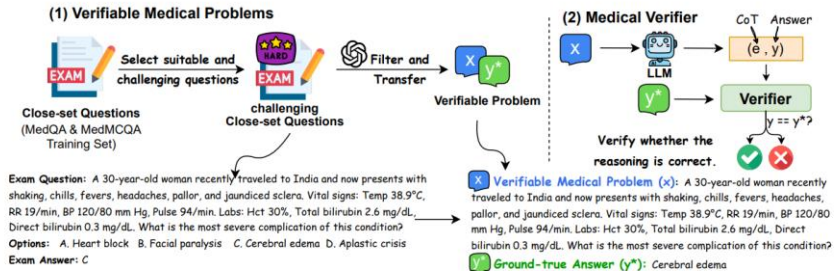 (1) Verifiable Medical Problems
Select suitable and
challenging questions
EXAM
HARD
EXAM
Filter and
Transfer
x
y*
Close-set Questions
(MedQA & MedMCQA
Training Set)
challenging
Close-set Questions
Verifiable Problem
(2) Medical Verifier
CoT Answer
x
LLM
(e , y)
y*
Verifier
y == y*?
Verify whether the
reasoning is correct.
Exam Question: A 30-year-old woman recently traveled to India and now presents with
shaking, chills, fevers, headaches, pallor, and jaundiced sclera. Vital signs: Temp 38.9°C,
RR 19/min, BP 120/80 mm Hg, Pulse 94/min. Labs: Hct 30%, Total bilirubin 2.6 mg/dL,
Direct bilirubin 0.3 mg/dL. What is the most severe complication of this condition?
Options: A. Heart block B. Facial paralysis C. Cerebral edema D. Aplastic crisis
Exam Answer: C
x Verifiable Medical Problem (x): A 30-year-old woman recently
traveled to India and now presents with shaking, chills, fevers, headaches,
pallor, and jaundiced sclera. Vital signs: Temp 38.9°C, RR 19/min, BP 120/80
mm Hg, Pulse 94/min. Labs: Hct 30%, Total bilirubin 2.6 mg/dL, Direct
bilirubin 0.3 mg/dL. What is the most severe complication of this condition?
y* Ground-true Answer (y*): Cerebral edema